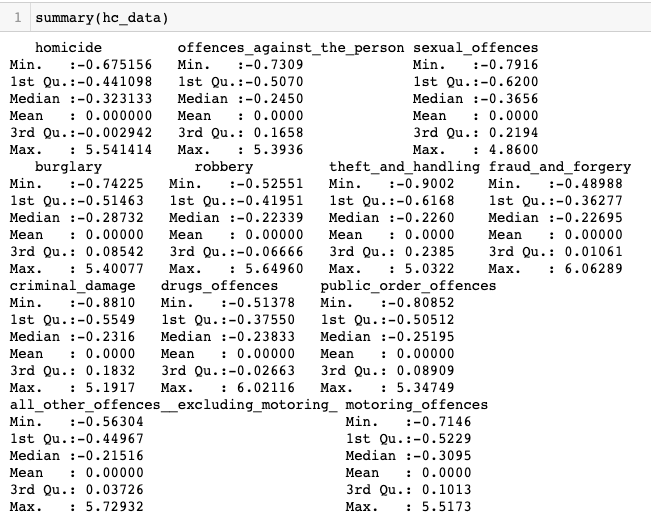 1 summary(hc_data)
homicide offences_against_the_person sexual_offences
Min. :-0.675156 Min. :-0.7309 Min. :-0.7916
1st Qu.:-0.441098 1st Qu.:-0.5070 1st Qu.:-0.6200
Median :-0.323133 Median :-0.2450 Median :-0.3656
Mean : 0.000000 Mean : 0.0000 Mean : 0.0000
3rd Qu.:-0.002942 3rd Qu.: 0.1658 3rd Qu.: 0.2194
Max. : 5.541414 Max. : 5.3936 Max. : 4.8600
burglary robbery theft_and_handling fraud_and_forgery
Min. :-0.74225 Min. :-0.52551 Min. :-0.9002 Min. :-0.48988
1st Qu.:-0.51463 1st Qu.:-0.41951 1st Qu.:-0.6168 1st Qu.:-0.36277
Median :-0.28732 Median :-0.22339 Median :-0.2260 Median :-0.22695
Mean : 0.00000 Mean : 0.00000 Mean : 0.0000 Mean : 0.00000
3rd Qu.: 0.08542 3rd Qu.:-0.06666 3rd Qu.: 0.2385 3rd Qu.: 0.01061
Max. : 5.40077 Max. : 5.64960 Max. : 5.0322 Max. : 6.06289
criminal_damage drugs_offences public_order_offences
Min. :-0.8810 Min. :-0.51378 Min. :-0.80852
1st Qu.:-0.5549 1st Qu.:-0.37550 1st Qu.:-0.50512
Median :-0.2316 Median :-0.23833 Median :-0.25195
Mean : 0.0000 Mean : 0.00000 Mean : 0.00000
3rd Qu.: 0.1832 3rd Qu.:-0.02663 3rd Qu.: 0.08909
Max. : 5.1917 Max. : 6.02116 Max. : 5.34749
all_other_offences__excluding_motoring_ motoring_offences
Min. :-0.56304 Min. :-0.7146
1st Qu.:-0.44967 1st Qu.:-0.5229
Median :-0.21516 Median :-0.3095
Mean : 0.00000 Mean : 0.0000
3rd Qu.: 0.03726 3rd Qu.: 0.1013
Max. : 5.72932 Max. : 5.5173